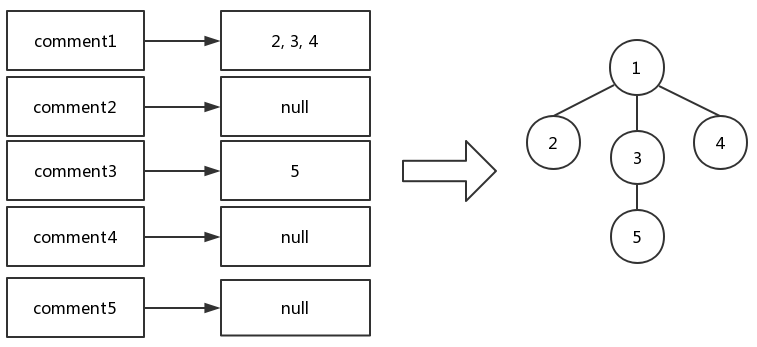 comment1
2, 3, 4
comment2
null
comment3
5
comment4
null
comment5
null
1
2
3
4
5